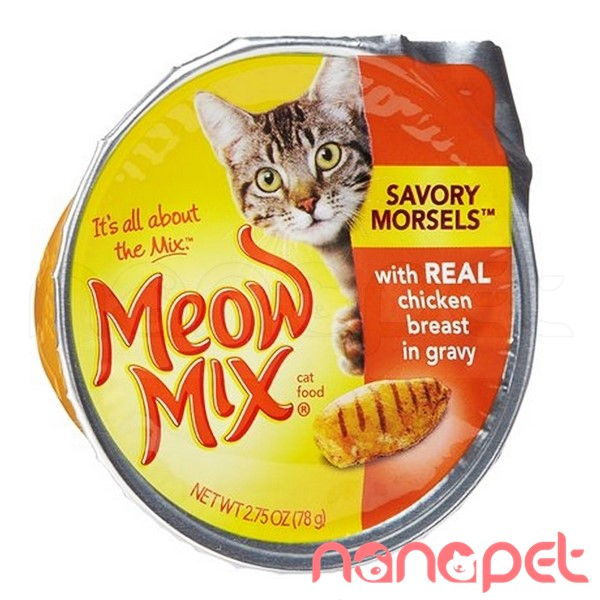 It's all about
the Mix.™
Meow
Mix
cat
food
®
SAVORY
MORSELS™
with REAL
chicken
breast
in gravy
NET WT 2.75 OZ (78 g)
nanapet